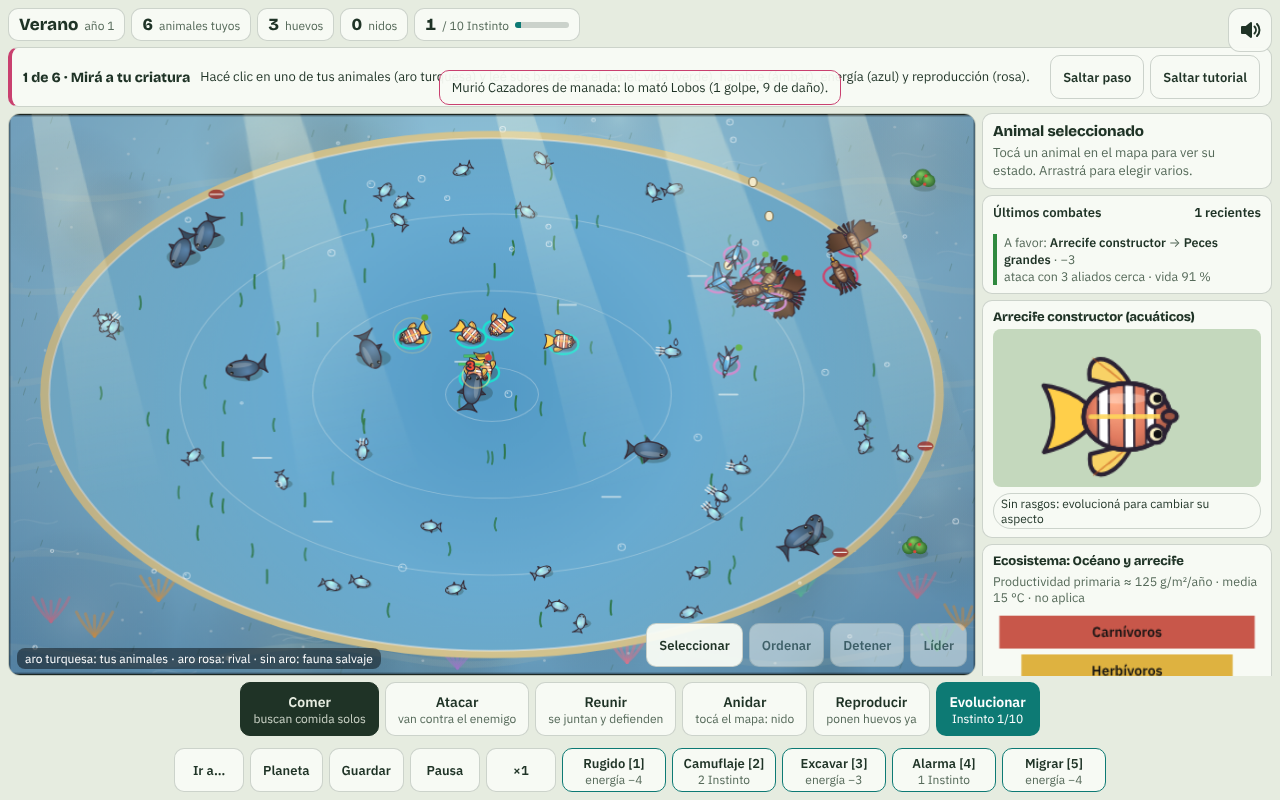 Verano año 1
6 animales tuyos
3 huevos
0 nidos
1 / 10 Instinto
1 de 6 · Mirá a tu criatura
Hacé clic en uno de tus animales (aro
(azul) y reproducción (rosa).
Saltar paso
Saltar tutorial
Murió Cazadores de manada: lo mató Lobos (1 golpe, 9 de daño).
Animal seleccionado
Tocá un animal en el mapa para ver su
estado. Arrastrá para elegir varios.
Últimos combates
1 recientes
A favor: Arrecife constructor → Peces
grandes · −3
ataca con 3 aliados cerca · vida 91 %
Arrecife constructor (acuáticos)
Sin rasgos: evolucioná para cambiar su
aspecto
Ecosistema: Océano y arrecife
Productividad primaria ≈ 125 g/m²/año · media
15 °C · no aplica
Carnívoros
Herbívoros
3
aro turquesa: tus animales · aro rosa: rival · sin aro: fauna salvaje
Seleccionar
Ordenar
Detener
Líder
Comer
buscan comida solos
Atacar
van contra el enemigo
Reunir
se juntan y defienden
Anidar
tocá el mapa: nido
Reproducir
ponen huevos ya
Evolucionar
Instinto 1/10
Ir a...
Planeta
Guardar
Pausa
×1
Rugido [1]
energía −4
Camuflaje [2]
2 Instinto
Excavar [3]
energía −3
Alarma [4]
1 Instinto
Migrar [5]
energía −4